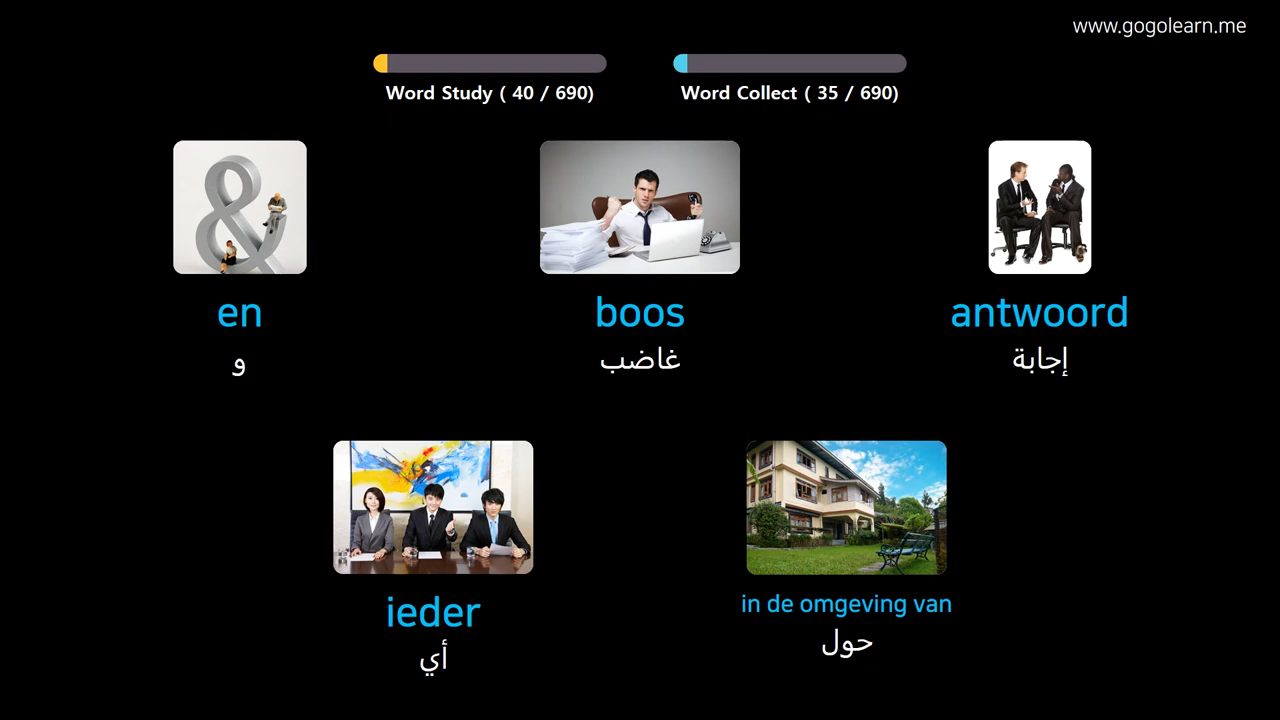 www.gogolearn.me
Word Study ( 40 / 690)
Word Collect ( 35 / 690)
&
en
و
boos
غاضب
antwoord
إجابة
ieder
أي
in de omgeving van
حول